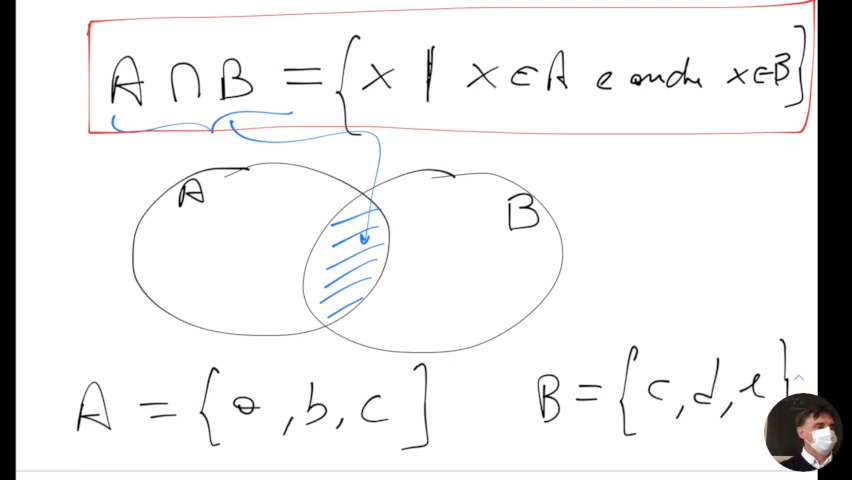 A ∩ B = { x | x ∈ A e anche x ∈ B }
A B
A = { a, b, c } B = { c, d, e }